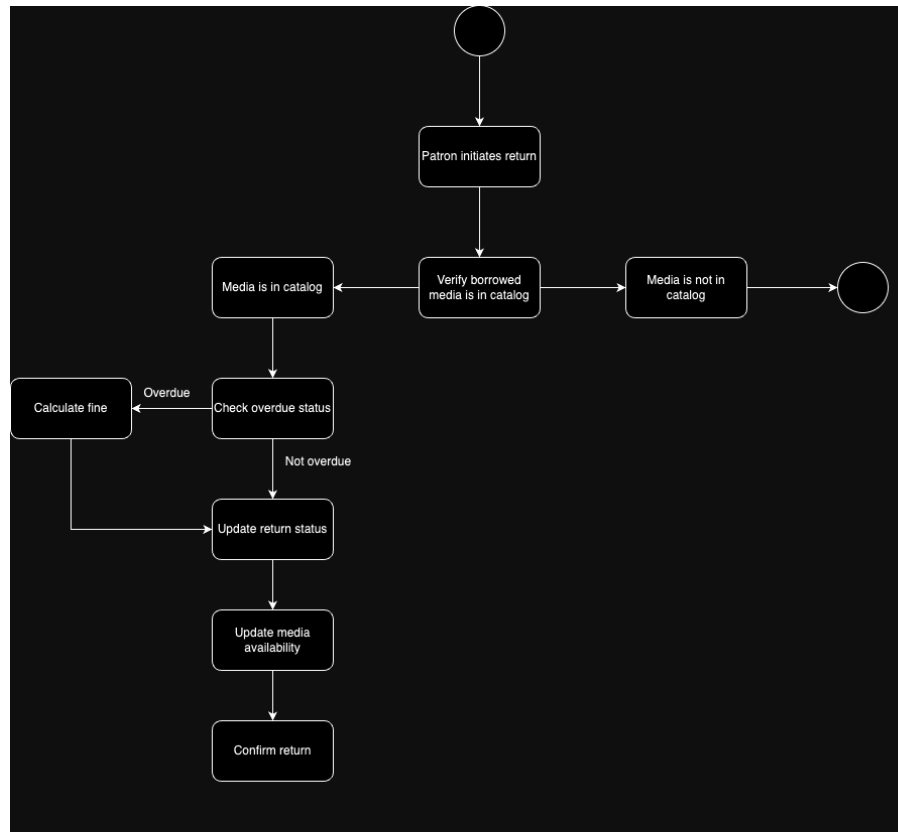 Patron initiates return
Media is in catalog
Verify borrowed
media is in catalog
Media is not in
catalog
Calculate fine
Overdue
Check overdue status
Not overdue
Update return status
Update media
availability
Confirm return